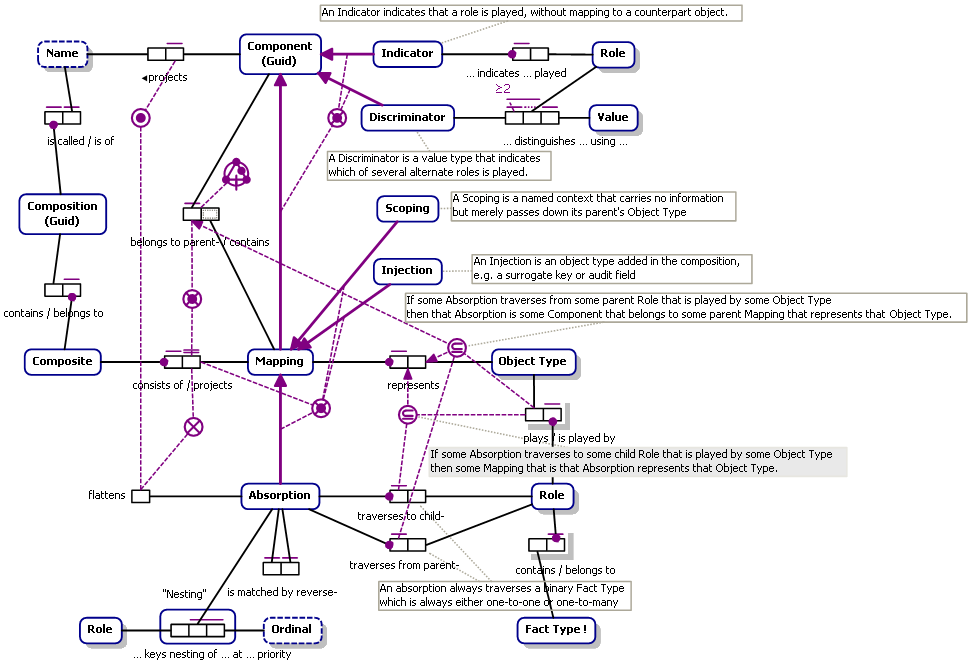 An Indicator indicates that a role is played, without mapping to a counterpart object.
Name
Component
(Guid)
Indicator
Role
◄projects
... indicates ... played
≥2
Discriminator
Value
is called / is of
... distinguishes ... using ...
A Discriminator is a value type that indicates
which of several alternate roles is played.
Composition
(Guid)
Scoping
A Scoping is a named context that carries no information
but merely passes down its parent's Object Type
belongs to parent- / contains
Injection
An Injection is an object type added in the composition,
e.g. a surrogate key or audit field
contains / belongs to
If some Absorption traverses from some parent Role that is played by some Object Type
then that Absorption is some Component that belongs to some parent Mapping that represents that Object Type.
Composite
Mapping
Object Type
consists of / projects
represents
plays / is played by
If some Absorption traverses to some child Role that is played by some Object Type
then some Mapping that is that Absorption represents that Object Type.
flattens
Absorption
Role
traverses to child-
traverses from parent-
contains / belongs to
"Nesting"
is matched by reverse-
An absorption always traverses a binary Fact Type
which is always either one-to-one or one-to-many
Role
Ordinal
Fact Type !
... keys nesting of ... at ... priority